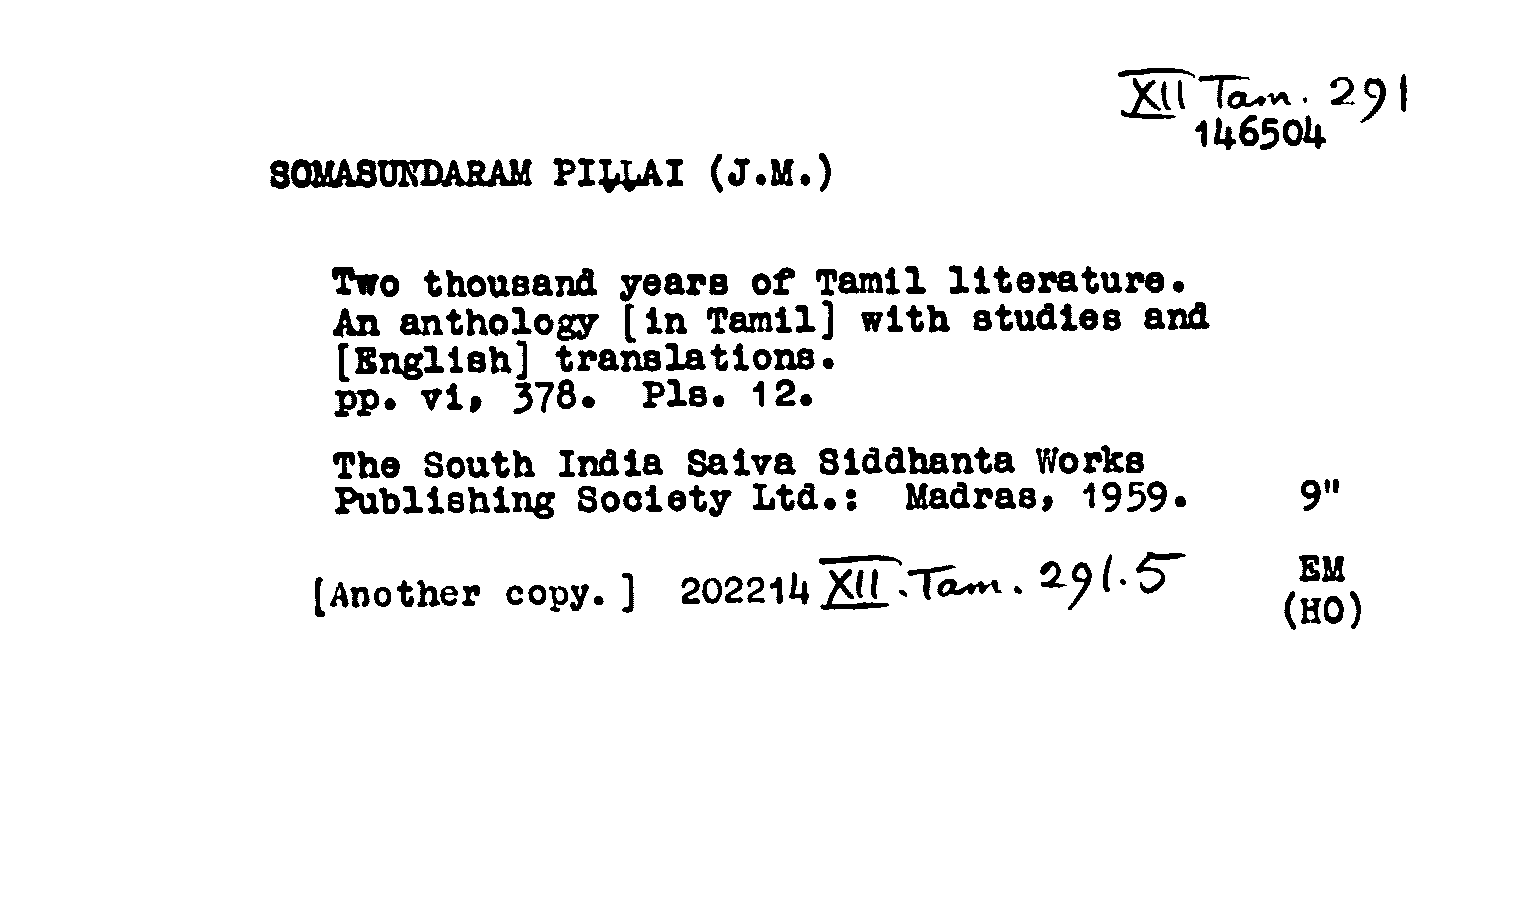 XII Tam. 291
146504
SOMASUNDARAM PIḶḶAI (J.M.)
Two thousand years of Tamil literature.
An anthology [in Tamil] with studies and
[English] translations.
pp. vi, 378. Pls. 12.
The South India Saiva Siddhanta Works
Publishing Society Ltd.: Madras, 1959. 9"
[Another copy.] 202214 XII.Tam. 291.5 EM
(HO)